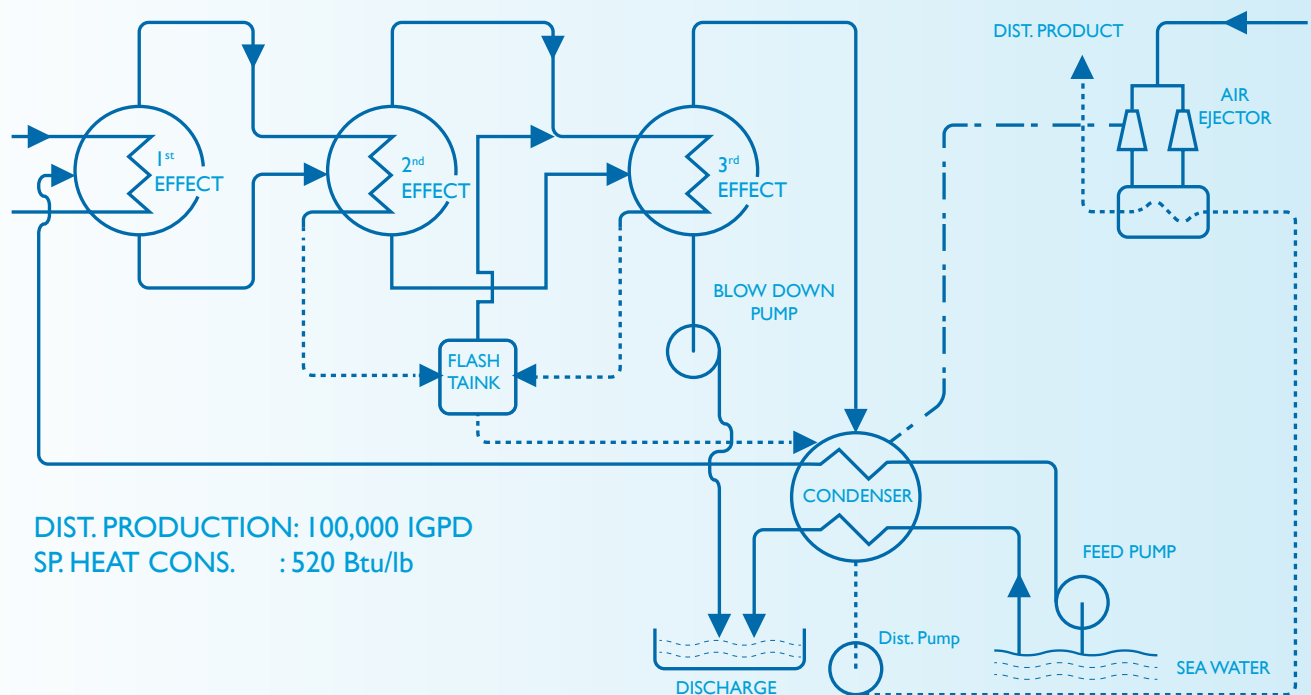 DIST. PRODUCT
AIR
EJECTOR
1st
EFFECT
2nd
EFFECT
3rd
EFFECT
BLOW DOWN
PUMP
FLASH
TAINK
CONDENSER
DIST. PRODUCTION: 100,000 IGPD
SP. HEAT CONS. : 520 Btu/lb
FEED PUMP
Dist. Pump
SEA WATER
DISCHARGE